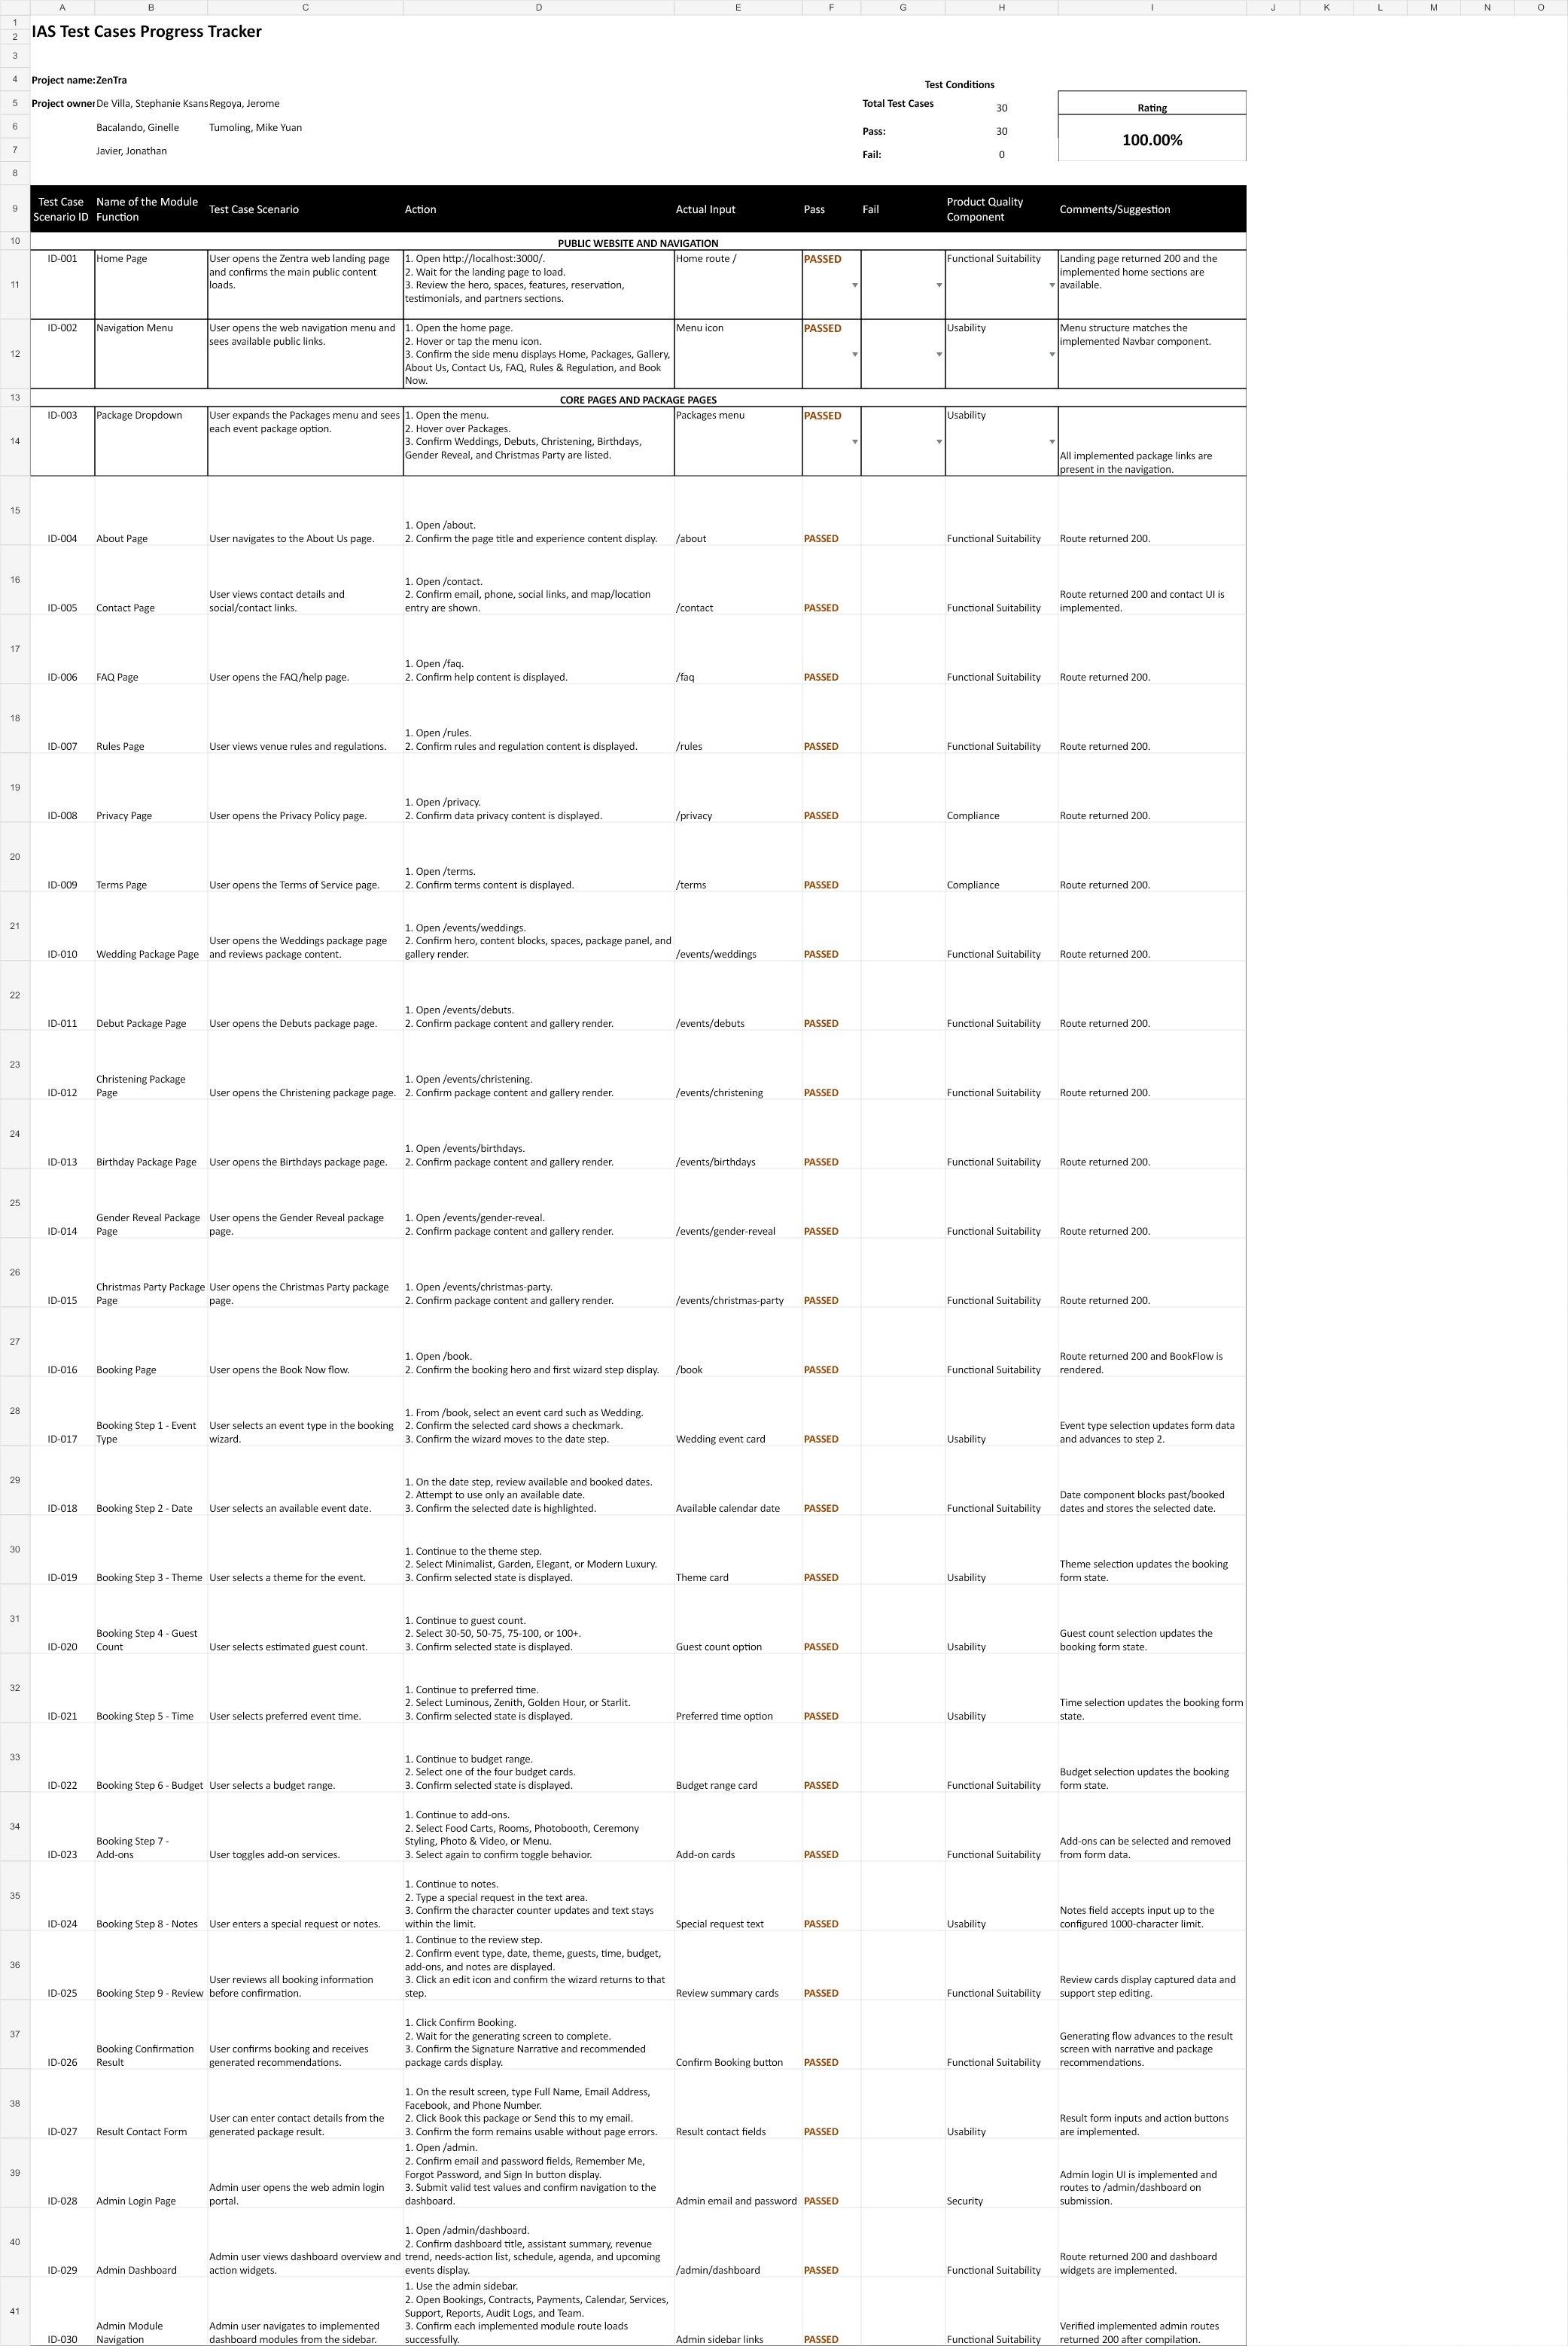 A B C D E F G H I J K L M N O
1
2 IAS Test Cases Progress Tracker
3
4 Project name: ZenTra
Test Conditions
5 Project owner De Villa, Stephanie Ksans Regoya, Jerome Total Test Cases 30 Rating
6 Bacalando, Ginelle Tumoling, Mike Yuan Pass: 30
100.00%
7 Javier, Jonathan Fail: 0
8
9 Test Case Scenario ID Name of the Module Function Test Case Scenario Action Actual Input Pass Fail Product Quality Component Comments/Suggestion
10 PUBLIC WEBSITE AND NAVIGATION
11 ID-001 Home Page User opens the Zentra web landing page and confirms the main public content loads.
1. Open http://localhost:3000/.
2. Wait for the landing page to load.
3. Review the hero, spaces, features, reservation,
testimonials, and partners sections.
Home route / PASSED Functional Suitability Landing page returned 200 and the implemented home sections are available.
12 ID-002 Navigation Menu User opens the web navigation menu and sees available public links.
1. Open the home page.
2. Hover or tap the menu icon.
3. Confirm the side menu displays Home, Packages, Gallery,
About Us, Contact Us, FAQ, Rules & Regulation, and Book
Now.
Menu icon PASSED Usability Menu structure matches the implemented Navbar component.
13 CORE PAGES AND PACKAGE PAGES
14 ID-003 Package Dropdown User expands the Packages menu and sees each event package option.
1. Open the menu.
2. Hover over Packages.
3. Confirm Weddings, Debuts, Christening, Birthdays,
Gender Reveal, and Christmas Party are listed.
Packages menu PASSED Usability All implemented package links are present in the navigation.
15 ID-004 About Page User navigates to the About Us page.
1. Open /about.
2. Confirm the page title and experience content display.
/about PASSED Functional Suitability Route returned 200.
16 ID-005 Contact Page User views contact details and social/contact links.
1. Open /contact.
2. Confirm email, phone, social links, and map/location
entry are shown.
/contact PASSED Functional Suitability Route returned 200 and contact UI is implemented.
17 ID-006 FAQ Page User opens the FAQ/help page.
1. Open /faq.
2. Confirm help content is displayed.
/faq PASSED Functional Suitability Route returned 200.
18 ID-007 Rules Page User views venue rules and regulations.
1. Open /rules.
2. Confirm rules and regulation content is displayed.
/rules PASSED Functional Suitability Route returned 200.
19 ID-008 Privacy Page User opens the Privacy Policy page.
1. Open /privacy.
2. Confirm data privacy content is displayed.
/privacy PASSED Compliance Route returned 200.
20 ID-009 Terms Page User opens the Terms of Service page.
1. Open /terms.
2. Confirm terms content is displayed.
/terms PASSED Compliance Route returned 200.
21 ID-010 Wedding Package Page User opens the Weddings package page and reviews package content.
1. Open /events/weddings.
2. Confirm hero, content blocks, spaces, package panel, and
gallery render.
/events/weddings PASSED Functional Suitability Route returned 200.
22 ID-011 Debut Package Page User opens the Debuts package page.
1. Open /events/debuts.
2. Confirm package content and gallery render.
/events/debuts PASSED Functional Suitability Route returned 200.
23 ID-012 Christening Package Page User opens the Christening package page.
1. Open /events/christening.
2. Confirm package content and gallery render.
/events/christening PASSED Functional Suitability Route returned 200.
24 ID-013 Birthday Package Page User opens the Birthdays package page.
1. Open /events/birthdays.
2. Confirm package content and gallery render.
/events/birthdays PASSED Functional Suitability Route returned 200.
25 ID-014 Gender Reveal Package Page User opens the Gender Reveal package page.
1. Open /events/gender-reveal.
2. Confirm package content and gallery render.
/events/gender-reveal PASSED Functional Suitability Route returned 200.
26 ID-015 Christmas Party Package Page User opens the Christmas Party package page.
1. Open /events/christmas-party.
2. Confirm package content and gallery render.
/events/christmas-party PASSED Functional Suitability Route returned 200.
27 ID-016 Booking Page User opens the Book Now flow.
1. Open /book.
2. Confirm the booking hero and first wizard step display.
/book PASSED Functional Suitability Route returned 200 and BookFlow is rendered.
28 ID-017 Booking Step 1 - Event Type User selects an event type in the booking wizard.
1. From /book, select an event card such as Wedding.
2. Confirm the selected card shows a checkmark.
3. Confirm the wizard moves to the date step.
Wedding event card PASSED Usability Event type selection updates form data and advances to step 2.
29 ID-018 Booking Step 2 - Date User selects an available event date.
1. On the date step, review available and booked dates.
2. Attempt to use only an available date.
3. Confirm the selected date is highlighted.
Available calendar date PASSED Functional Suitability Date component blocks past/booked dates and stores the selected date.
30 ID-019 Booking Step 3 - Theme User selects a theme for the event.
1. Continue to the theme step.
2. Select Minimalist, Garden, Elegant, or Modern Luxury.
3. Confirm selected state is displayed.
Theme card PASSED Usability Theme selection updates the booking form state.
31 ID-020 Booking Step 4 - Guest Count User selects estimated guest count.
1. Continue to guest count.
2. Select 30-50, 50-75, 75-100, or 100+.
3. Confirm selected state is displayed.
Guest count option PASSED Usability Guest count selection updates the booking form state.
32 ID-021 Booking Step 5 - Time User selects preferred event time.
1. Continue to preferred time.
2. Select Luminous, Zenith, Golden Hour, or Starlit.
3. Confirm selected state is displayed.
Preferred time option PASSED Usability Time selection updates the booking form state.
33 ID-022 Booking Step 6 - Budget User selects a budget range.
1. Continue to budget range.
2. Select one of the four budget cards.
3. Confirm selected state is displayed.
Budget range card PASSED Functional Suitability Budget selection updates the booking form state.
34 ID-023 Booking Step 7 - Add-ons User toggles add-on services.
1. Continue to add-ons.
2. Select Food Carts, Rooms, Photobooth, Ceremony
Styling, Photo & Video, or Menu.
3. Select again to confirm toggle behavior.
Add-on cards PASSED Functional Suitability Add-ons can be selected and removed from form data.
35 ID-024 Booking Step 8 - Notes User enters a special request or notes.
1. Continue to notes.
2. Type a special request in the text area.
3. Confirm the character counter updates and text stays
within the limit.
Special request text PASSED Usability Notes field accepts input up to the configured 1000-character limit.
36 ID-025 Booking Step 9 - Review User reviews all booking information before confirmation.
1. Continue to the review step.
2. Confirm event type, date, theme, guests, time, budget,
add-ons, and notes are displayed.
3. Click an edit icon and confirm the wizard returns to that
step.
Review summary cards PASSED Functional Suitability Review cards display captured data and support step editing.
37 ID-026 Booking Confirmation Result User confirms booking and receives generated recommendations.
1. Click Confirm Booking.
2. Wait for the generating screen to complete.
3. Confirm the Signature Narrative and recommended
package cards display.
Confirm Booking button PASSED Functional Suitability Generating flow advances to the result screen with narrative and package recommendations.
38 ID-027 Result Contact Form User can enter contact details from the generated package result.
1. On the result screen, type Full Name, Email Address,
Facebook, and Phone Number.
2. Click Book this package or Send this to my email.
3. Confirm the form remains usable without page errors.
Result contact fields PASSED Usability Result form inputs and action buttons are implemented.
39 ID-028 Admin Login Page Admin user opens the web admin login portal.
1. Open /admin.
2. Confirm email and password fields, Remember Me,
Forgot Password, and Sign In button display.
3. Submit valid test values and confirm navigation to the
dashboard.
Admin email and password PASSED Security Admin login UI is implemented and routes to /admin/dashboard on submission.
40 ID-029 Admin Dashboard Admin user views dashboard overview and action widgets.
1. Open /admin/dashboard.
2. Confirm dashboard title, assistant summary, revenue
trend, needs-action list, schedule, agenda, and upcoming
events display.
/admin/dashboard PASSED Functional Suitability Route returned 200 and dashboard widgets are implemented.
41 ID-030 Admin Module Navigation Admin user navigates to implemented dashboard modules from the sidebar.
1. Use the admin sidebar.
2. Open Bookings, Contracts, Payments, Calendar, Services,
Support, Reports, Audit Logs, and Team.
3. Confirm each implemented module route loads
successfully.
Admin sidebar links PASSED Functional Suitability Verified implemented admin routes returned 200 after compilation.